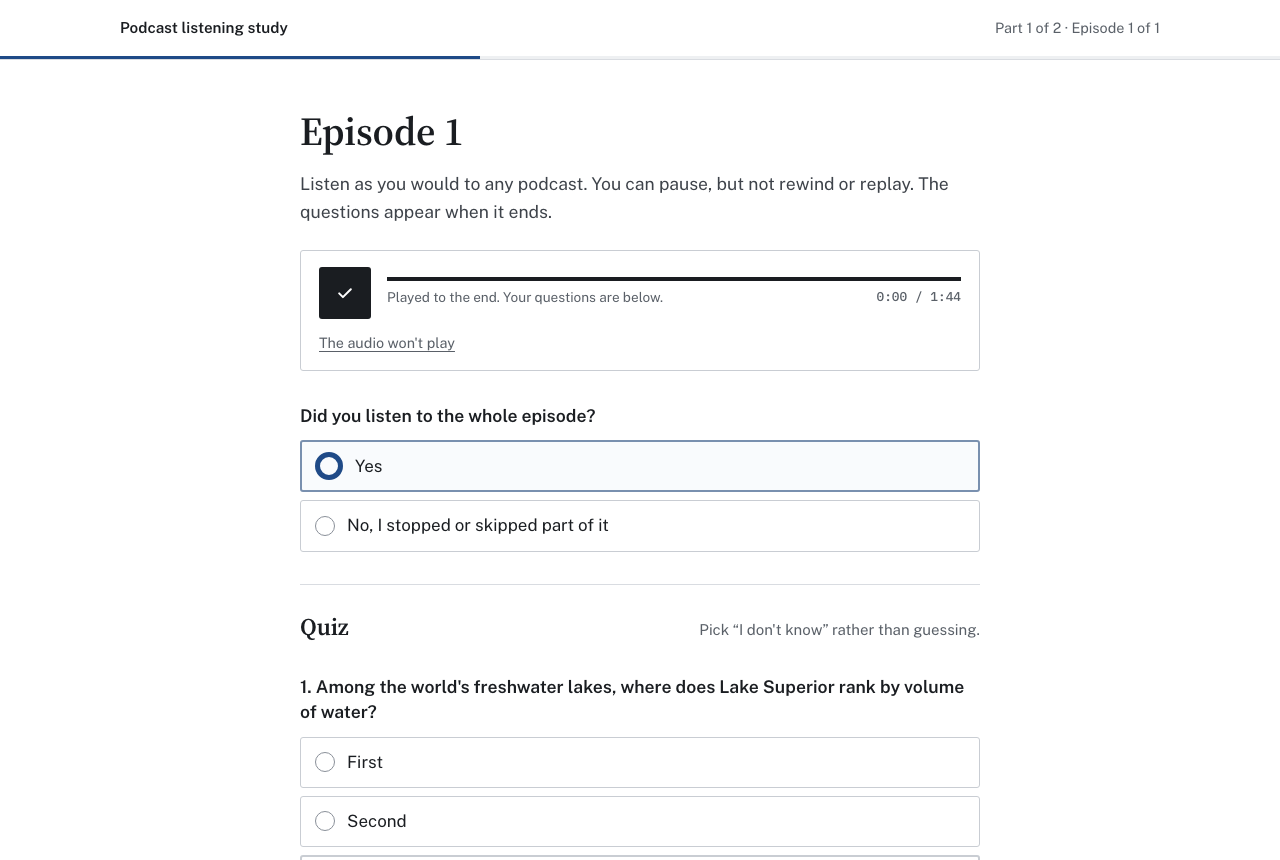 Podcast listening study
Part 1 of 2 · Episode 1 of 1
Episode 1
Listen as you would to any podcast. You can pause, but not rewind or replay. The
questions appear when it ends.
Played to the end. Your questions are below.
0:00 / 1:44
The audio won't play
Did you listen to the whole episode?
Yes
No, I stopped or skipped part of it
Quiz
Pick “I don't know” rather than guessing.
1. Among the world's freshwater lakes, where does Lake Superior rank by volume
of water?
First
Second